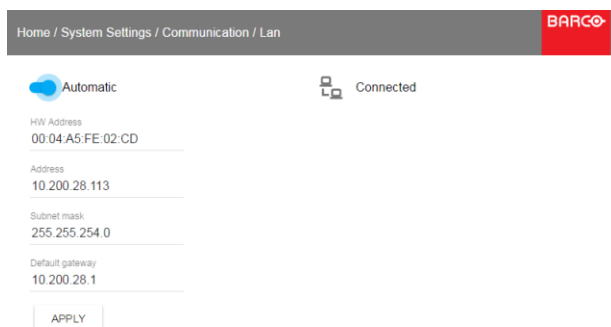 Home / System Settings / Communication / Lan
BARCO
Automatic
Connected
HW Address
00:04:A5:FE:02:CD
Address
10.200.28.113
Subnet mask
255.255.254.0
Default gateway
10.200.28.1
APPLY